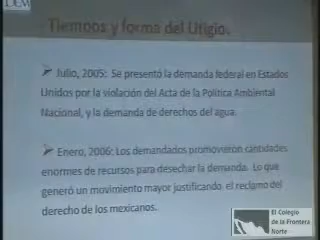 IDEM
Tiempos y forma del Litigio.
➢ Julio, 2005: Se presentó la demanda federal en Estados
Unidos por la violación del Acta de la Política Ambiental
Nacional, y la demanda de derechos del agua.
➢ Enero, 2006: Los demandados promovieron cantidades
enormes de recursos para desechar la demanda. Lo que
generó un movimiento mayor justificando, el reclamo del
derecho de los mexicanos.
El Colegio
de la Frontera
Norte